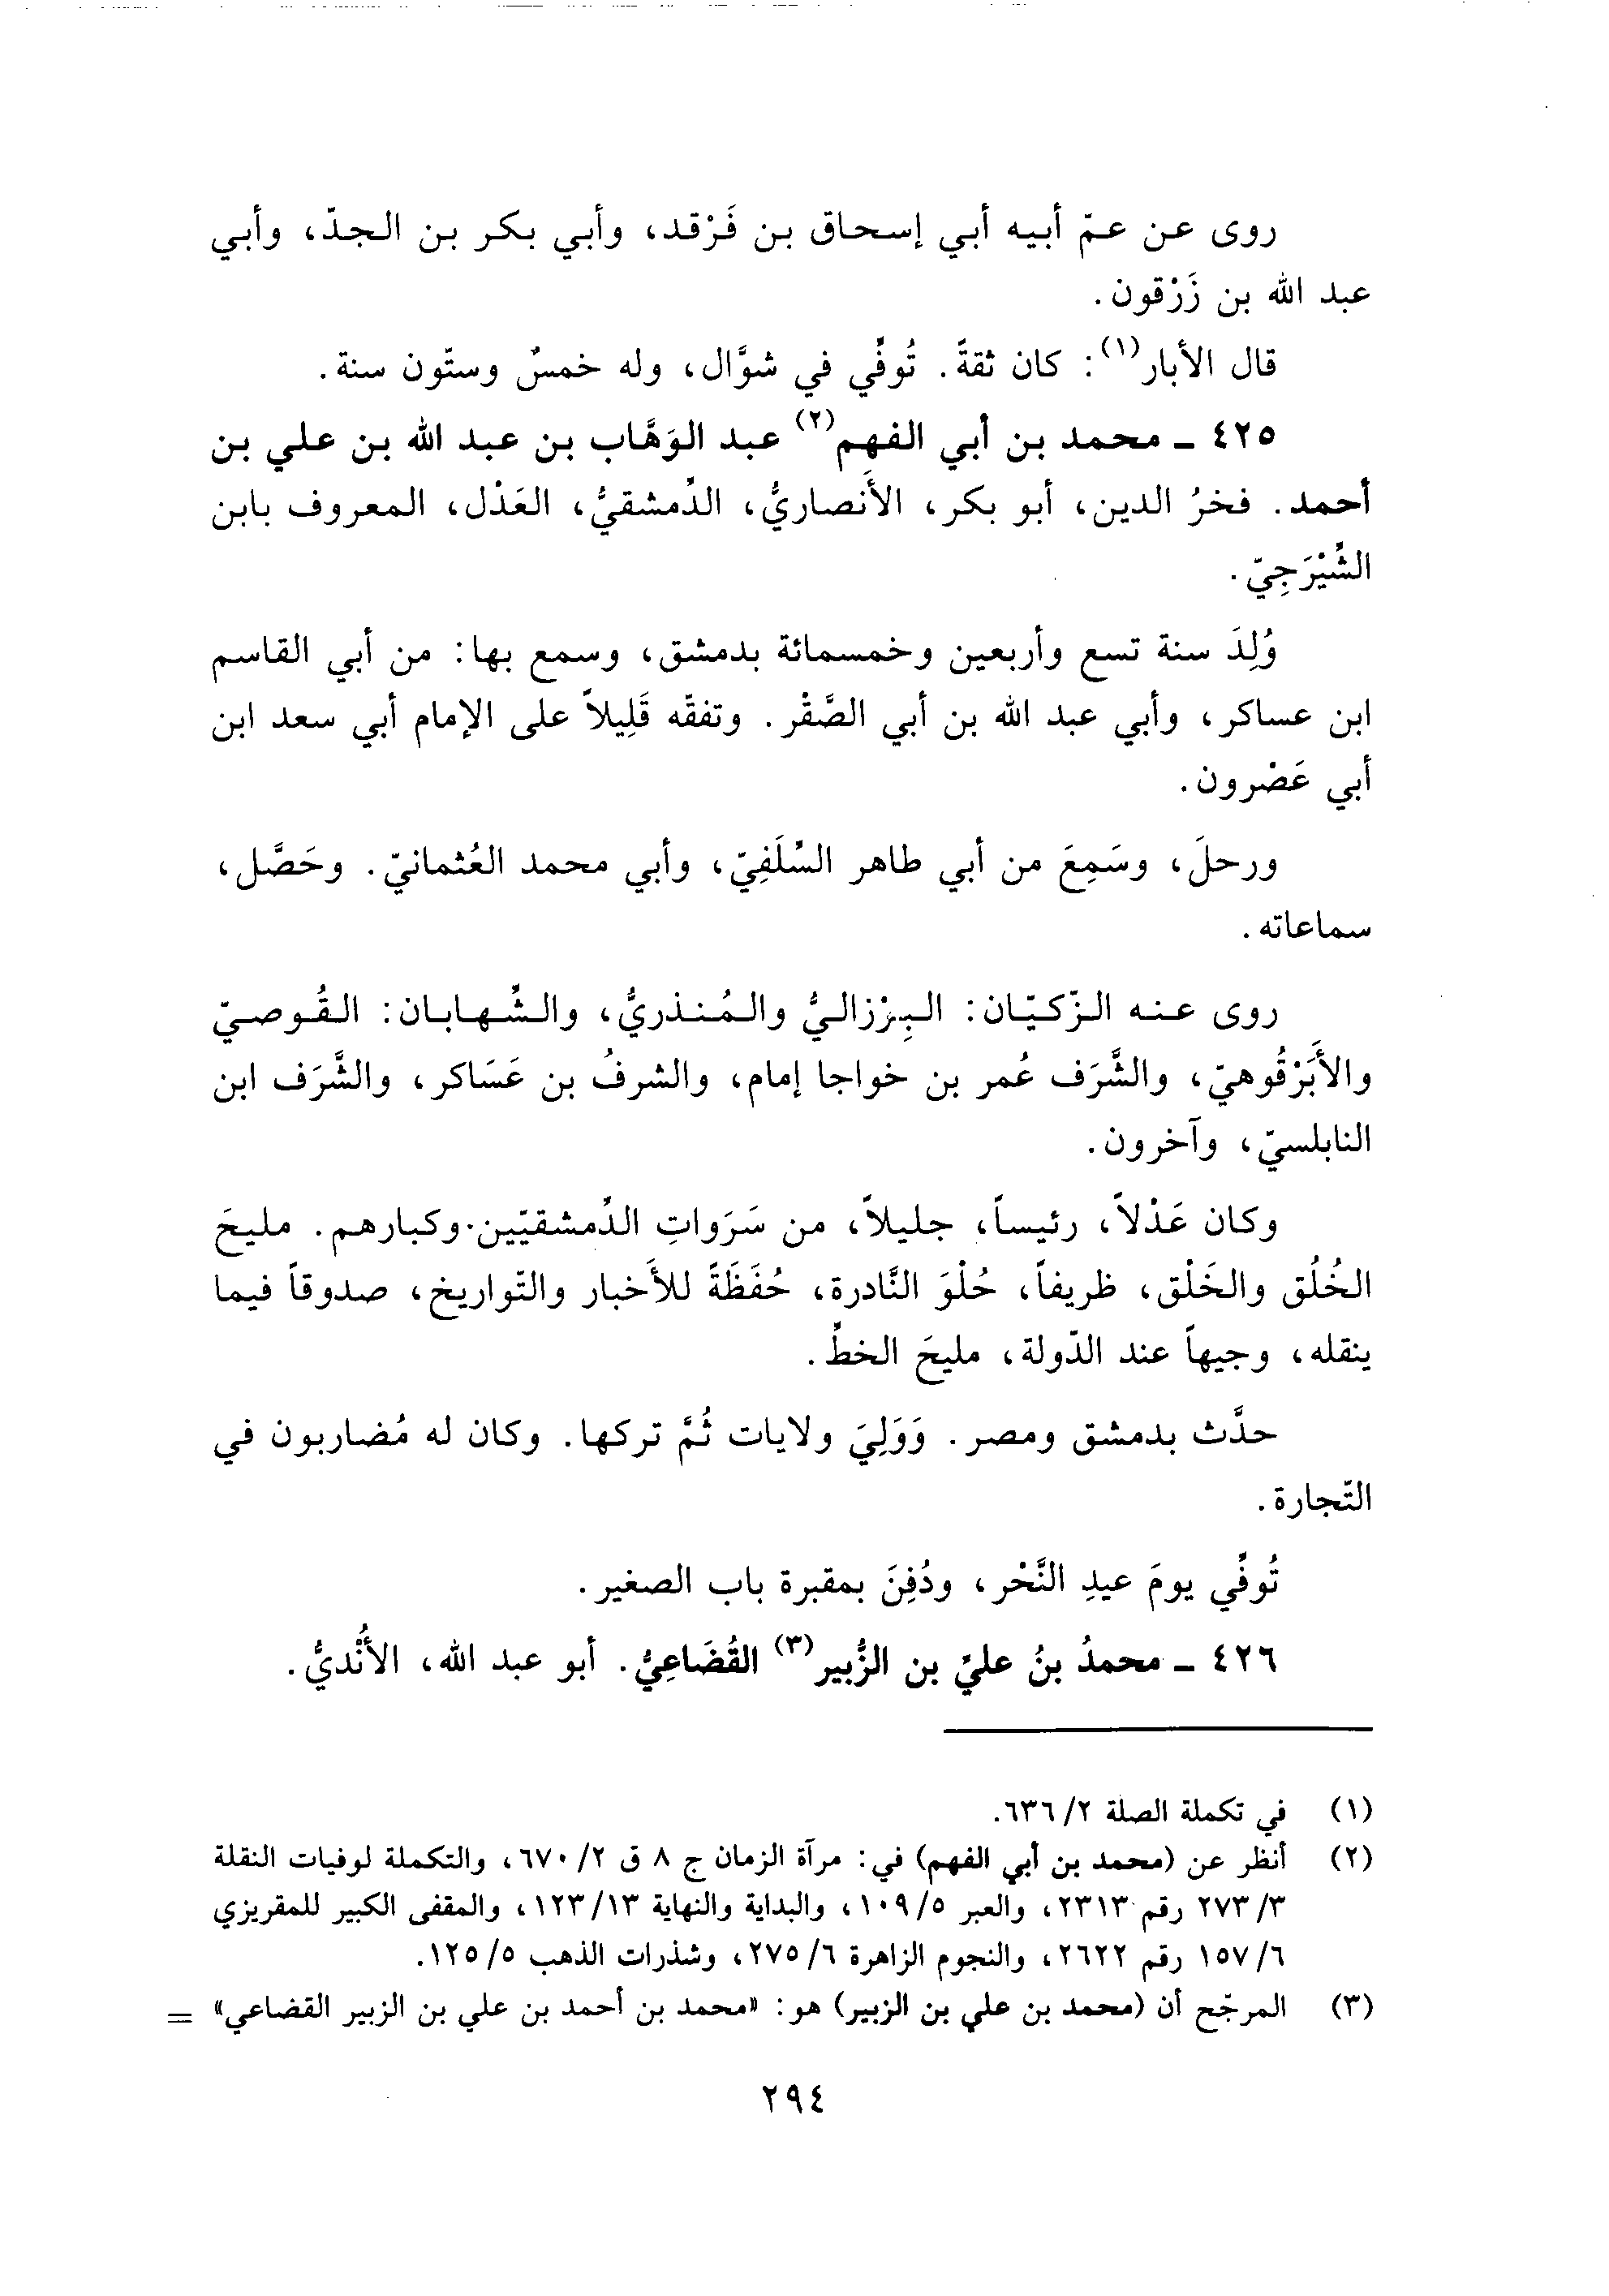 روى عن عمّ أبيه أبي إسحاق بن فَرْقد، وأبي بكر بن الجدّ، وأبي
عبد الله بن زَرْقون.
قال الأبار(١): كان ثقةً. تُوفّي في شوَّال، وله خمسٌ وستّون سنة.
٤٢٥ ـ محمد بن أبي الفهم(٢) عبد الوَهَّاب بن عبد الله بن علي بن
أحمد. فخرُ الدين، أبو بكر، الأَنصاريُّ، الدِّمشقيُّ، العَدْل، المعروف بابن
الشِّيْرَجِيّ.
وُلِدَ سنة تسع وأربعين وخمسمائة بدمشق، وسمع بها: من أبي القاسم
ابن عساكر، وأبي عبد الله بن أبي الصَّقْر. وتفقّه قَلِيلاً على الإمام أبي سعد ابن
أبي عَصْرون.
ورحلَ، وسَمِعَ من أبي طاهر السِّلَفِيّ، وأبي محمد العُثمانيّ. وحَصَّل،
سماعاته.
روى عنه الزّكيّان: البِرْزاليُّ والمُنذريُّ، والشِّهابان: القُوصيّ
والأَبَرْقُوهيّ، والشَّرَف عُمر بن خواجا إمام، والشرفُ بن عَسَاكر، والشَّرَف ابن
النابلسيّ، وآخرون.
وكان عَدْلاً، رئيساً، جليلاً، من سَرَواتِ الدِّمشقيّين وكبارهم. مليحَ
الخُلُق والخَلْق، ظريفاً، حُلْوَ النَّادرة، حُفَظَةً للأَخبار والتّواريخ، صدوقاً فيما
ينقله، وجيهاً عند الدّولة، مليحَ الخطِّ.
حدَّث بدمشق ومصر. وَوَلِيَ ولايات ثُمَّ تركها. وكان له مُضاربون في
التّجارة.
تُوفِّي يومَ عيدِ النَّحْر، ودُفِنَ بمقبرة باب الصغير.
٤٢٦ ـ محمدُ بنُ عليِّ بن الزُّبير(٣) القُضَاعِيُّ. أبو عبد الله، الأُنْديُّ.
(١) في تكملة الصلة ٢/ ٦٣٦.
(٢) أنظر عن (محمد بن أبي الفهم) في: مرآة الزمان ج ٨ ق ٢/ ٦٧٠، والتكملة لوفيات النقلة
٣/ ٢٧٣ رقم ٢٣١٣، والعبر ٥/ ١٠٩، والبداية والنهاية ١٣/ ١٢٣، والمقفى الكبير للمقريزي
٦/ ١٥٧ رقم ٢٦٢٢، والنجوم الزاهرة ٦/ ٢٧٥، وشذرات الذهب ٥/ ١٢٥.
(٣) المرجّح أن (محمد بن علي بن الزبير) هو: «محمد بن أحمد بن علي بن الزبير القضاعي» =
٢٩٤